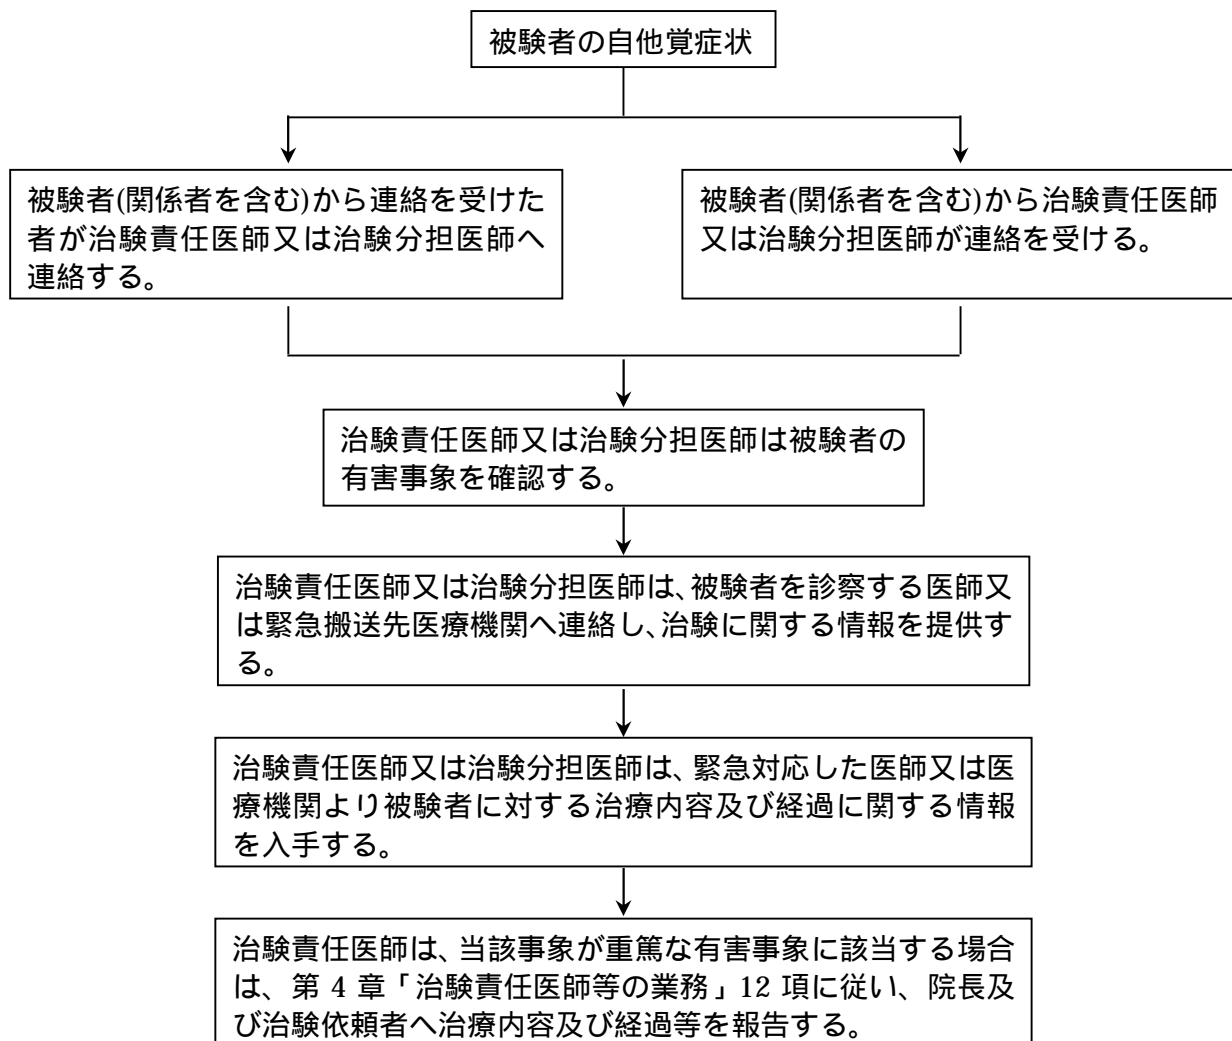 被験者の自他覚症状
被験者(関係者を含む)から連絡を受けた
者が治験責任医師又は治験分担医師へ
連絡する。
被験者(関係者を含む)から治験責任医師
又は治験分担医師が連絡を受ける。
治験責任医師又は治験分担医師は被験者の
有害事象を確認する。
治験責任医師又は治験分担医師は、被験者を診察する医師又
は緊急搬送先医療機関へ連絡し、治験に関する情報を提供す
る。
治験責任医師又は治験分担医師は、緊急対応した医師又は医
療機関より被験者に対する治療内容及び経過に関する情報
を入手する。
治験責任医師は、当該事象が重篤な有害事象に該当する場合
は、第 4 章「治験責任医師等の業務」12 項に従い、院長及
び治験依頼者へ治療内容及び経過等を報告する。